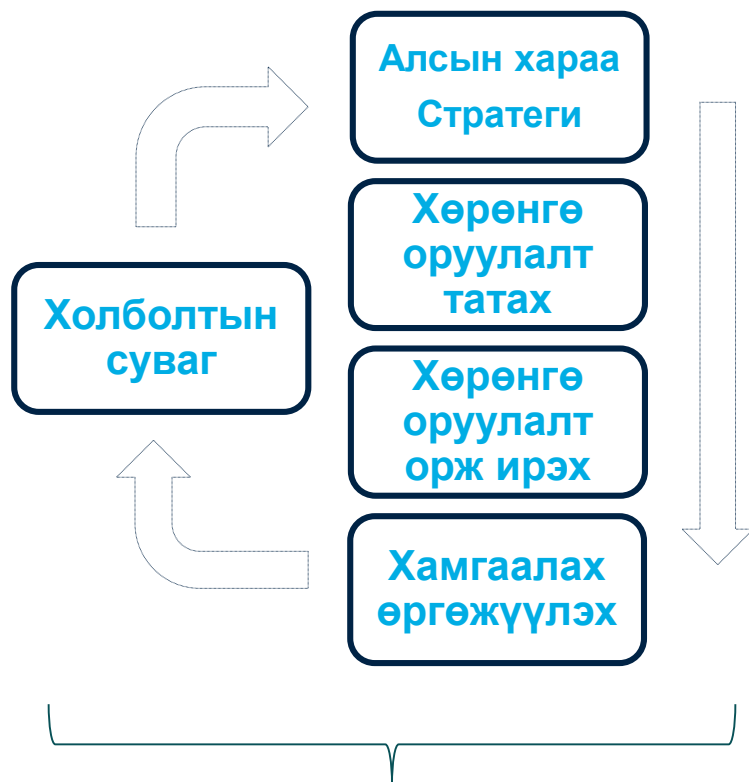 Алсын хараа
Стратеги
Хөрөнгө
оруулалт
татах
Холболтын
суваг
Хөрөнгө
оруулалт
орж ирэх
Хамгаалах
өргөжүүлэх